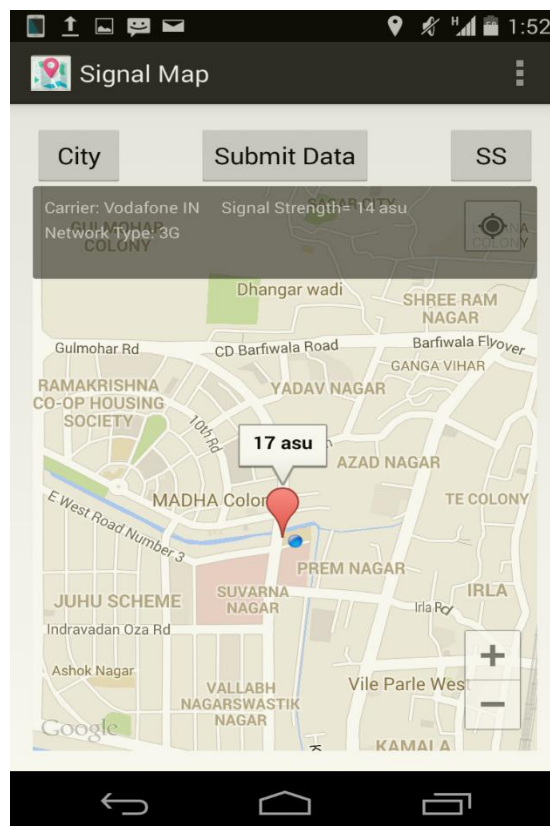 H
1:52
Signal Map
City
Submit Data
SS
Carrier: Vodafone IN Signal Strength= 14 asu
Network Type: 3G
GULMOHAR
COLONY
SAGAR CITY
COLONY
Dhangar wadi
SHREE RAM
NAGAR
Gulmohar Rd
CD Barfiwala Road
Barfiwala Flyover
GANGA VIHAR
RAMAKRISHNA
CO-OP HOUSING
SOCIETY
YADAV NAGAR
10th Rd
17 asu
AZAD NAGAR
MADHA Colon
TE COLONY
E West Road Number 3
PREM NAGAR
JUHU SCHEME
SUVARNA
NAGAR
IRLA
Irla Rd
Indravadan Oza Rd
Ashok Nagar
VALLABH
NAGARSWASTIK
NAGAR
Vile Parle Wes
Google
KAMALA